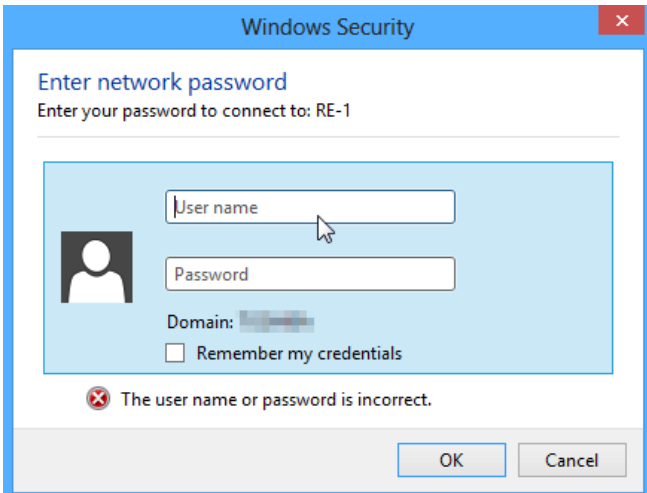 Windows Security
Enter network password
Enter your password to connect to: RE-1
User name
Password
Domain:
Remember my credentials
The user name or password is incorrect.
OK
Cancel